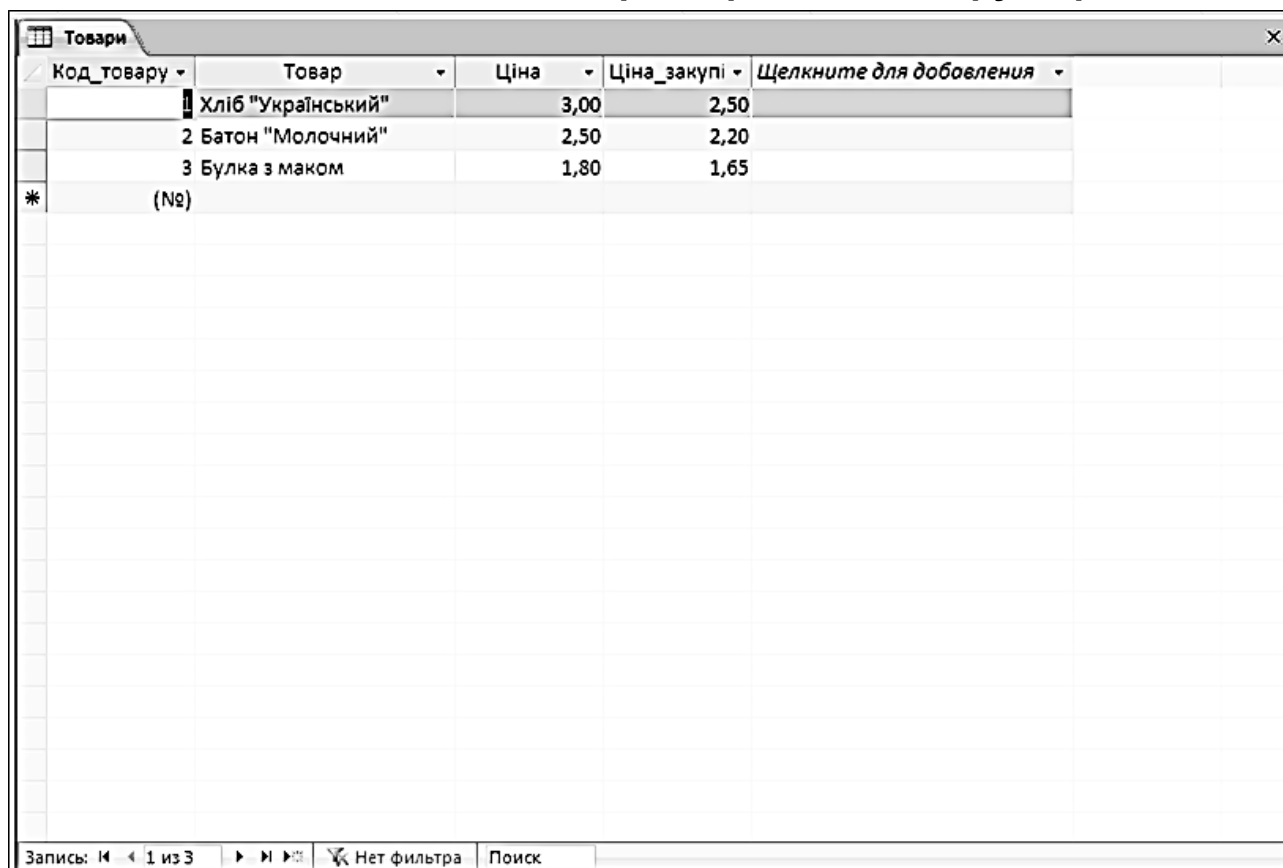 Товари
Код_товару Товар Ціна Ціна_закупі Щелкните для добовления
1 Хліб "Український" 3,00 2,50
2 Батон "Молочний" 2,50 2,20
3 Булка з маком 1,80 1,65
(№)
Запись: 1 из 3 Нет фильтра Поиск